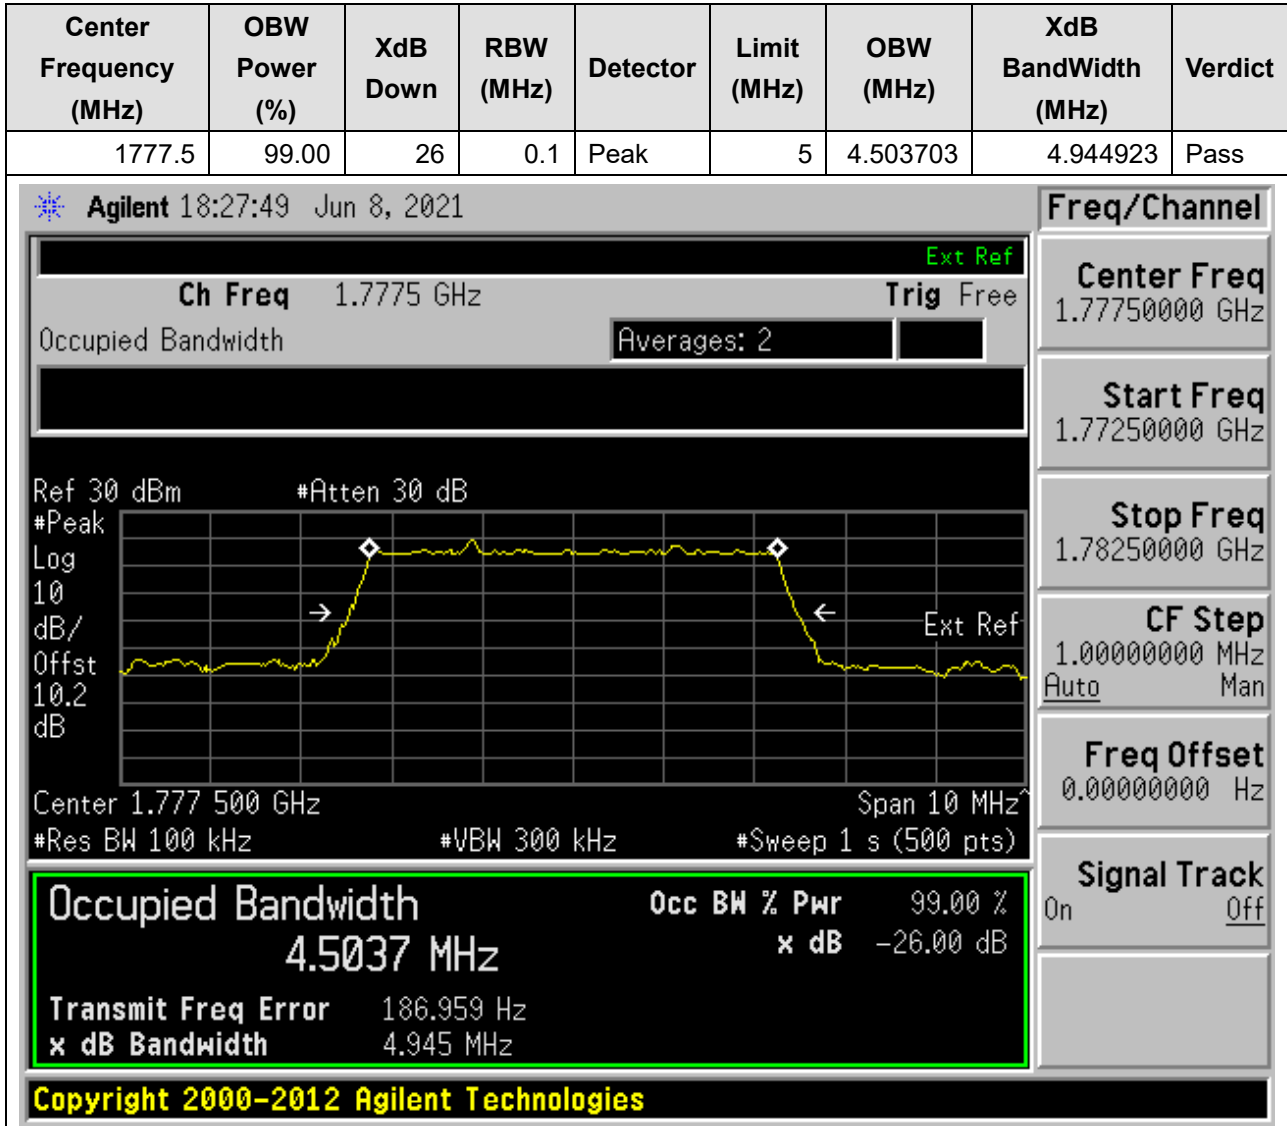 Center Frequency (MHz) OBW Power (%) XdB Down RBW (MHz) Detector Limit (MHz) OBW (MHz) XdB BandWidth (MHz) Verdict
1777.5 99.00 26 0.1 Peak 5 4.503703 4.944923 Pass
Agilent 18:27:49 Jun 8, 2021
Freq/Channel
Ext Ref
Ch Freq 1.7775 GHz Trig Free
Occupied Bandwidth Averages: 2
Center Freq
1.77750000 GHz
Start Freq
1.77250000 GHz
Stop Freq
1.78250000 GHz
CF Step
1.00000000 MHz
Auto Man
Freq Offset
0.00000000 Hz
Signal Track
On Off
Ref 30 dBm #Atten 30 dB
#Peak
Log
10
dB/
Offst
10.2
dB
Ext Ref
Center 1.777 500 GHz Span 10 MHz^
#Res BW 100 kHz #VBW 300 kHz #Sweep 1 s (500 pts)
Occupied Bandwidth Occ BW % Pwr 99.00 %
4.5037 MHz x dB -26.00 dB
Transmit Freq Error 186.959 Hz
x dB Bandwidth 4.945 MHz
Copyright 2000-2012 Agilent Technologies